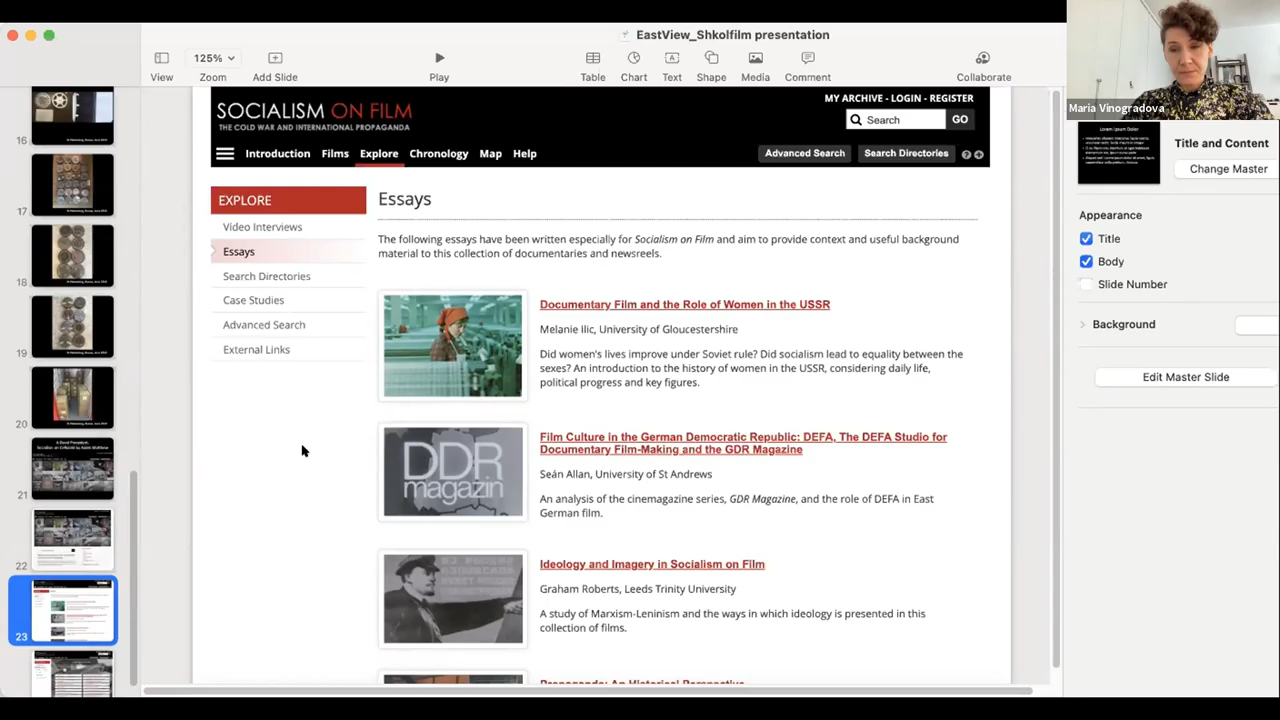 EastView_Shkolfilm presentation
125%
View
Zoom
Add Slide
Play
Table
Chart
Text
Shape
Media
Comment
Collaborate
Maria Vinogradova
SOCIALISM ON FILM
THE COLD WAR AND INTERNATIONAL PROPAGANDA
MY ARCHIVE - LOGIN - REGISTER
Search
GO
Introduction
Films
Explore
Chronology
Map
Help
Advanced Search
Search Directories
EXPLORE
Video Interviews
Essays
Search Directories
Case Studies
Advanced Search
External Links
Essays
The following essays have been written especially for Socialism on Film and aim to provide context and useful background
material to this collection of documentaries and newsreels.
Documentary Film and the Role of Women in the USSR
Melanie Ilic, University of Gloucestershire
Did women's lives improve under Soviet rule? Did socialism lead to equality between the
sexes? An introduction to the history of women in the USSR, considering daily life,
political progress and key figures.
DDR
magazin
Film Culture in the German Democratic Republic: DEFA, The DEFA Studio for
Documentary Film-Making and the GDR Magazine
Seán Allan, University of St Andrews
An analysis of the cinemagazine series, GDR Magazine, and the role of DEFA in East
German film.
Ideology and Imagery in Socialism on Film
Graham Roberts, Leeds Trinity University
A study of Marxism-Leninism and the ways in which ideology is presented in this
collection of films.
Propaganda: An Historical Perspective
16
17
18
19
20
21
22
23
Title and Content
Change Master
Appearance
Title
Body
Slide Number
Background
Edit Master Slide